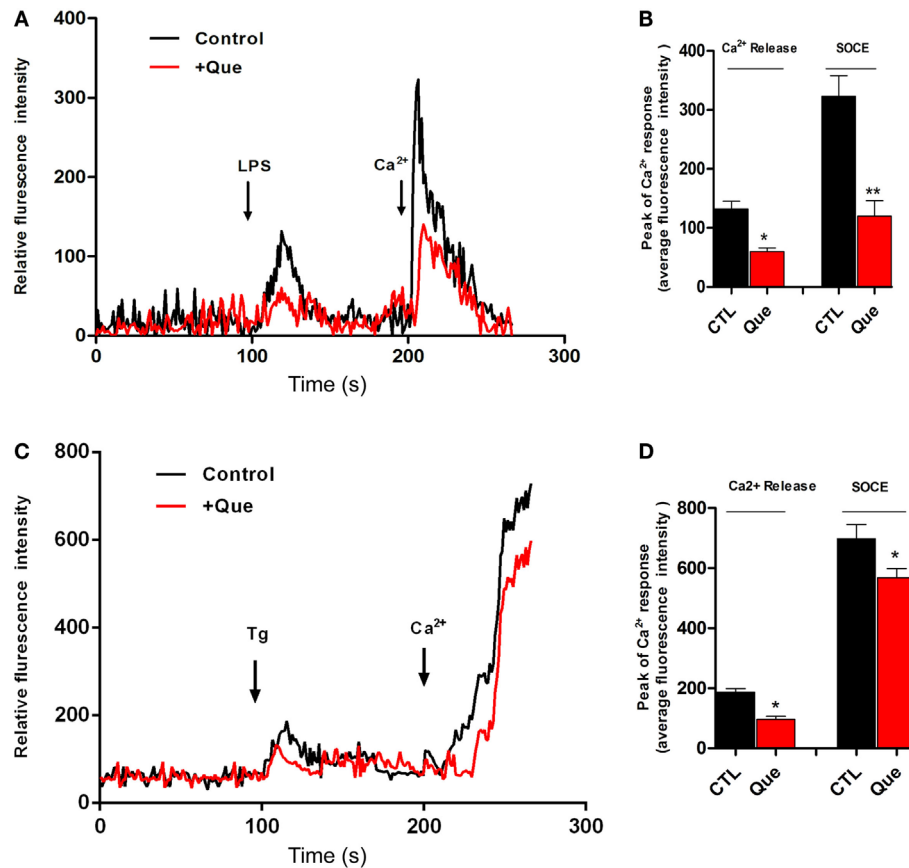 A
Relative flurescence intensity
400
300
200
100
0
Control
+Que
LPS
Ca²⁺
0
100
200
300
Time (s)
B
Peak of Ca²⁺ response
(average fluorescence intensity )
400
300
200
100
0
Ca²⁺ Release
SOCE
*
**
CTL
Que
CTL
Que
C
Relative flurescence intensity
800
600
400
200
0
Control
+Que
Tg
Ca²⁺
0
100
200
300
Time (s)
D
Peak of Ca²⁺ response
(average fluorescence intensity )
800
600
400
200
0
Ca2+ Release
SOCE
*
*
CTL
Que
CTL
Que